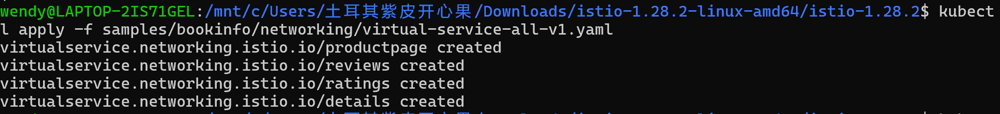 wendy@LAPTOP-2IS71GEL:/mnt/c/Users/土耳其紫皮开心果/Downloads/istio-1.28.2-linux-amd64/istio-1.28.2$ kubect
l apply -f samples/bookinfo/networking/virtual-service-all-v1.yaml
virtualservice.networking.istio.io/productpage created
virtualservice.networking.istio.io/reviews created
virtualservice.networking.istio.io/ratings created
virtualservice.networking.istio.io/details created